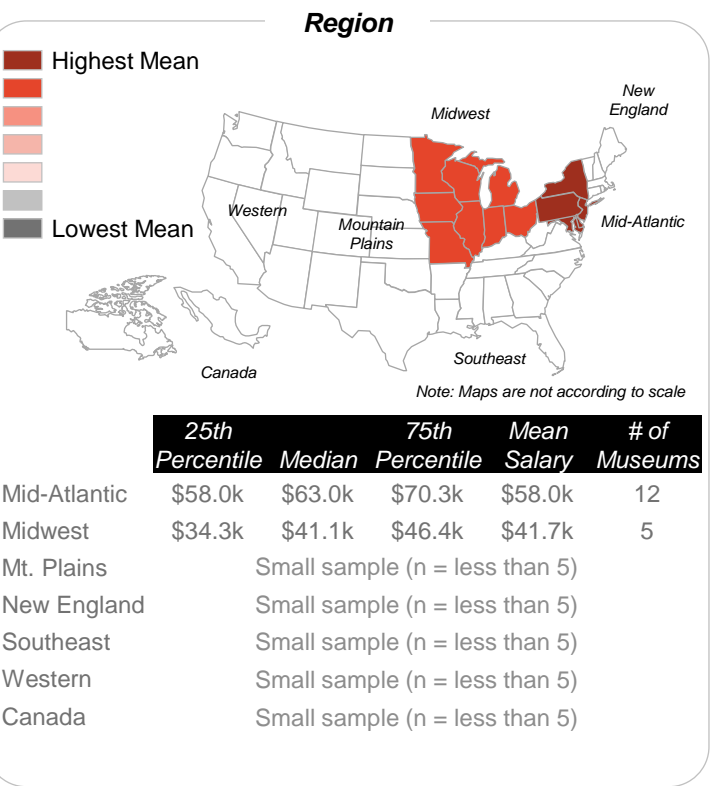 Region
Highest Mean
Lowest Mean
New
England
Midwest
Western
Mountain
Plains
Mid-Atlantic
Southeast
Canada
Note: Maps are not according to scale
25th Percentile Median 75th Percentile Mean Salary # of Museums
Mid-Atlantic $58.0k $63.0k $70.3k $58.0k 12
Midwest $34.3k $41.1k $46.4k $41.7k 5
Mt. Plains Small sample (n = less than 5)
New England Small sample (n = less than 5)
Southeast Small sample (n = less than 5)
Western Small sample (n = less than 5)
Canada Small sample (n = less than 5)